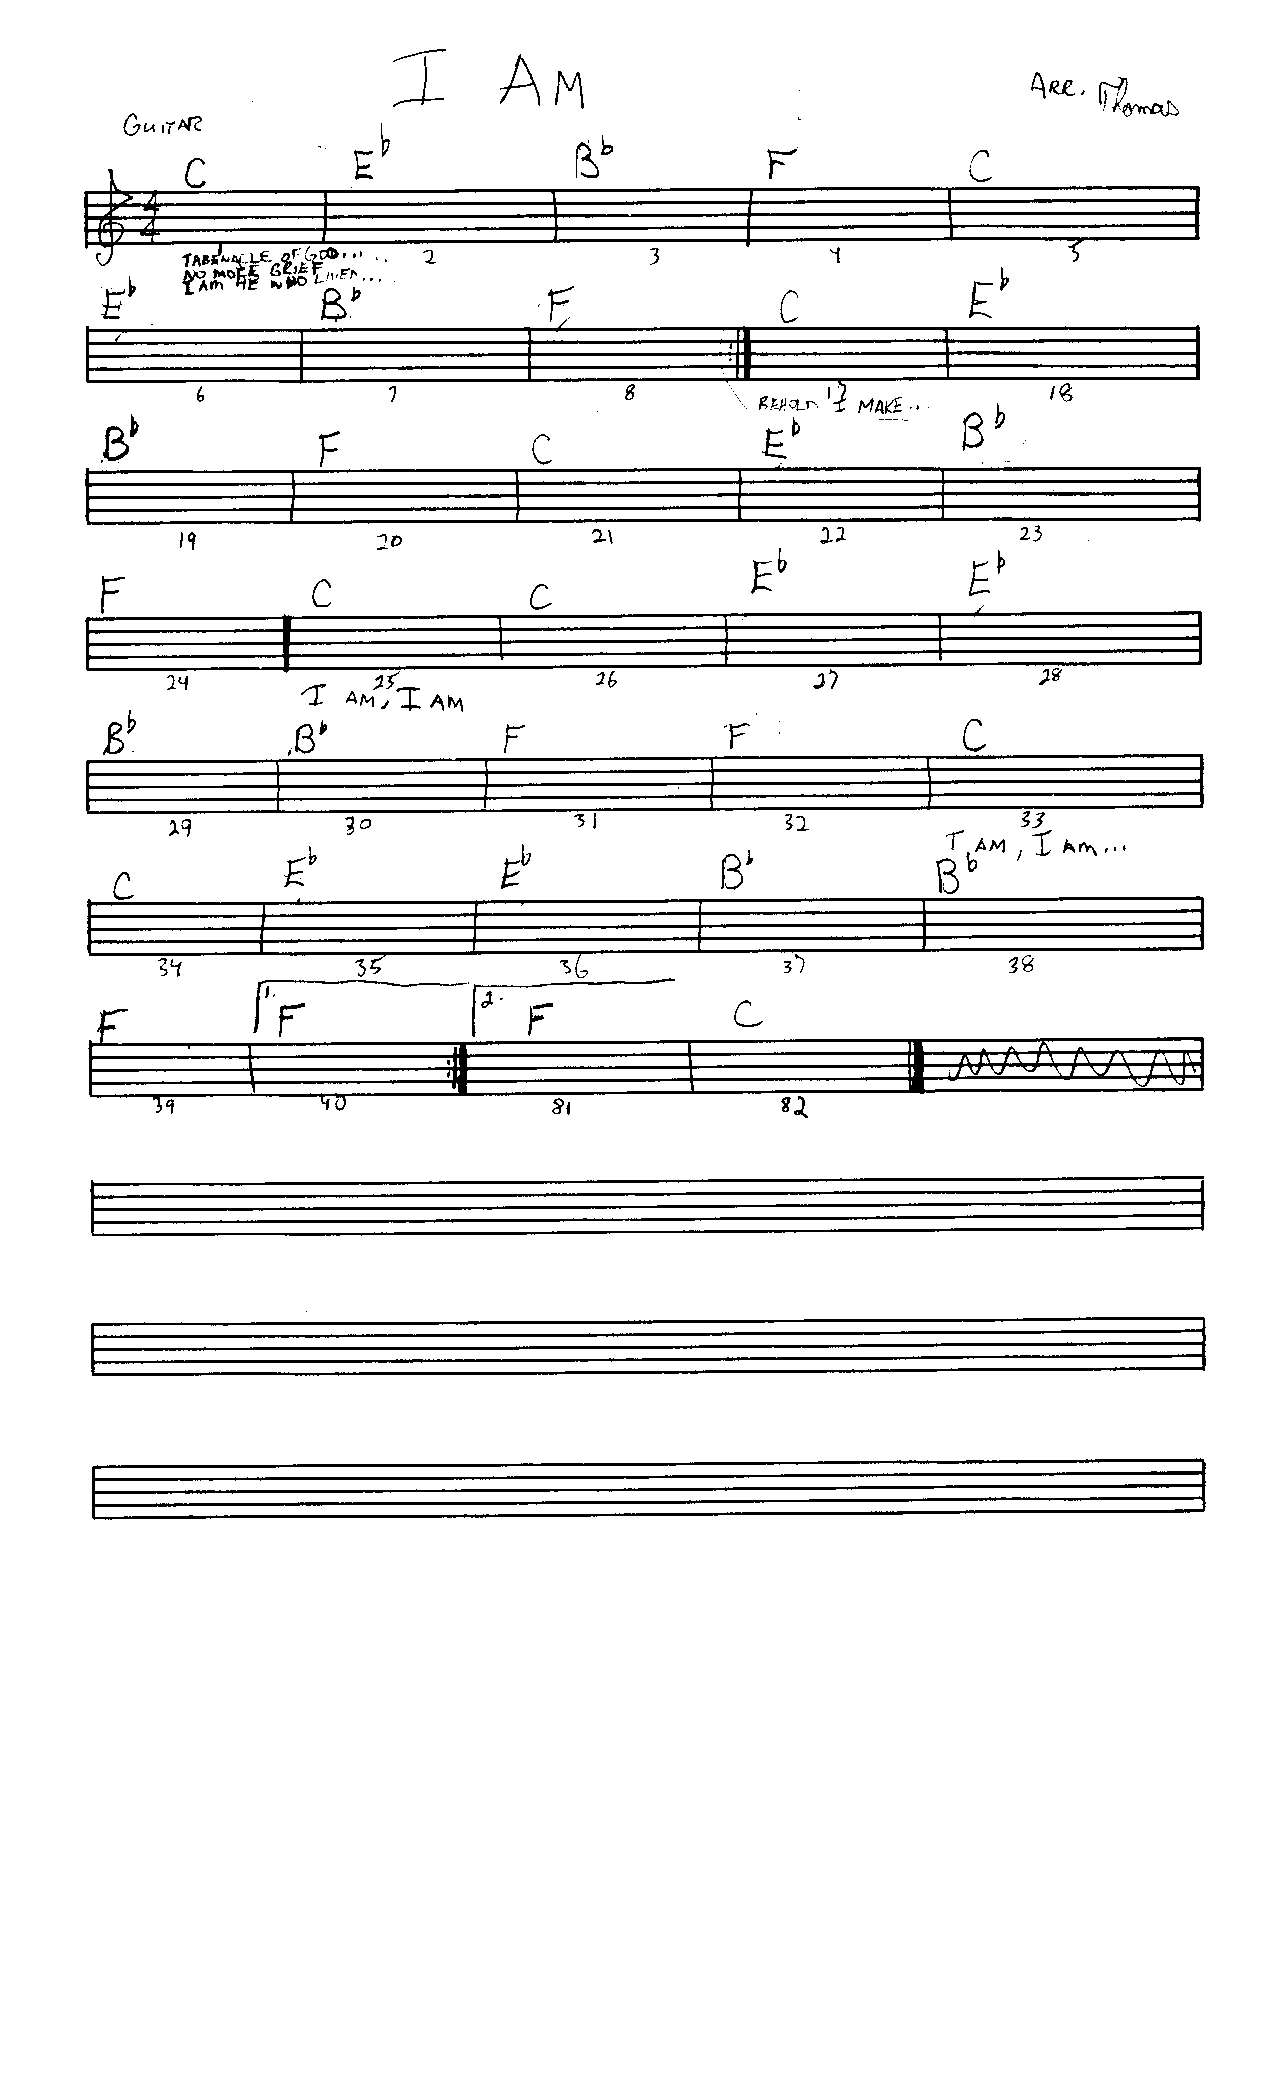 I AM
ARR. Thomas
GUITAR
C E♭ B♭ F C
4
4
1 2 3 4 5
TABENACLE OF GOD.....
NO MORE GRIEF
I AM HE WHO LIVED...
E♭ B♭ F C E♭
6 7 8 17 18
BEHOLD I MAKE...
B♭ F C E♭ B♭
19 20 21 22 23
F C C E♭ E♭
24 25 26 27 28
I AM, I AM
B♭ B♭ F F C
29 30 31 32 33
I AM, I AM...
C E♭ E♭ B♭ B♭
34 35 36 37 38
1. 2.
F F F C
39 40 81 82